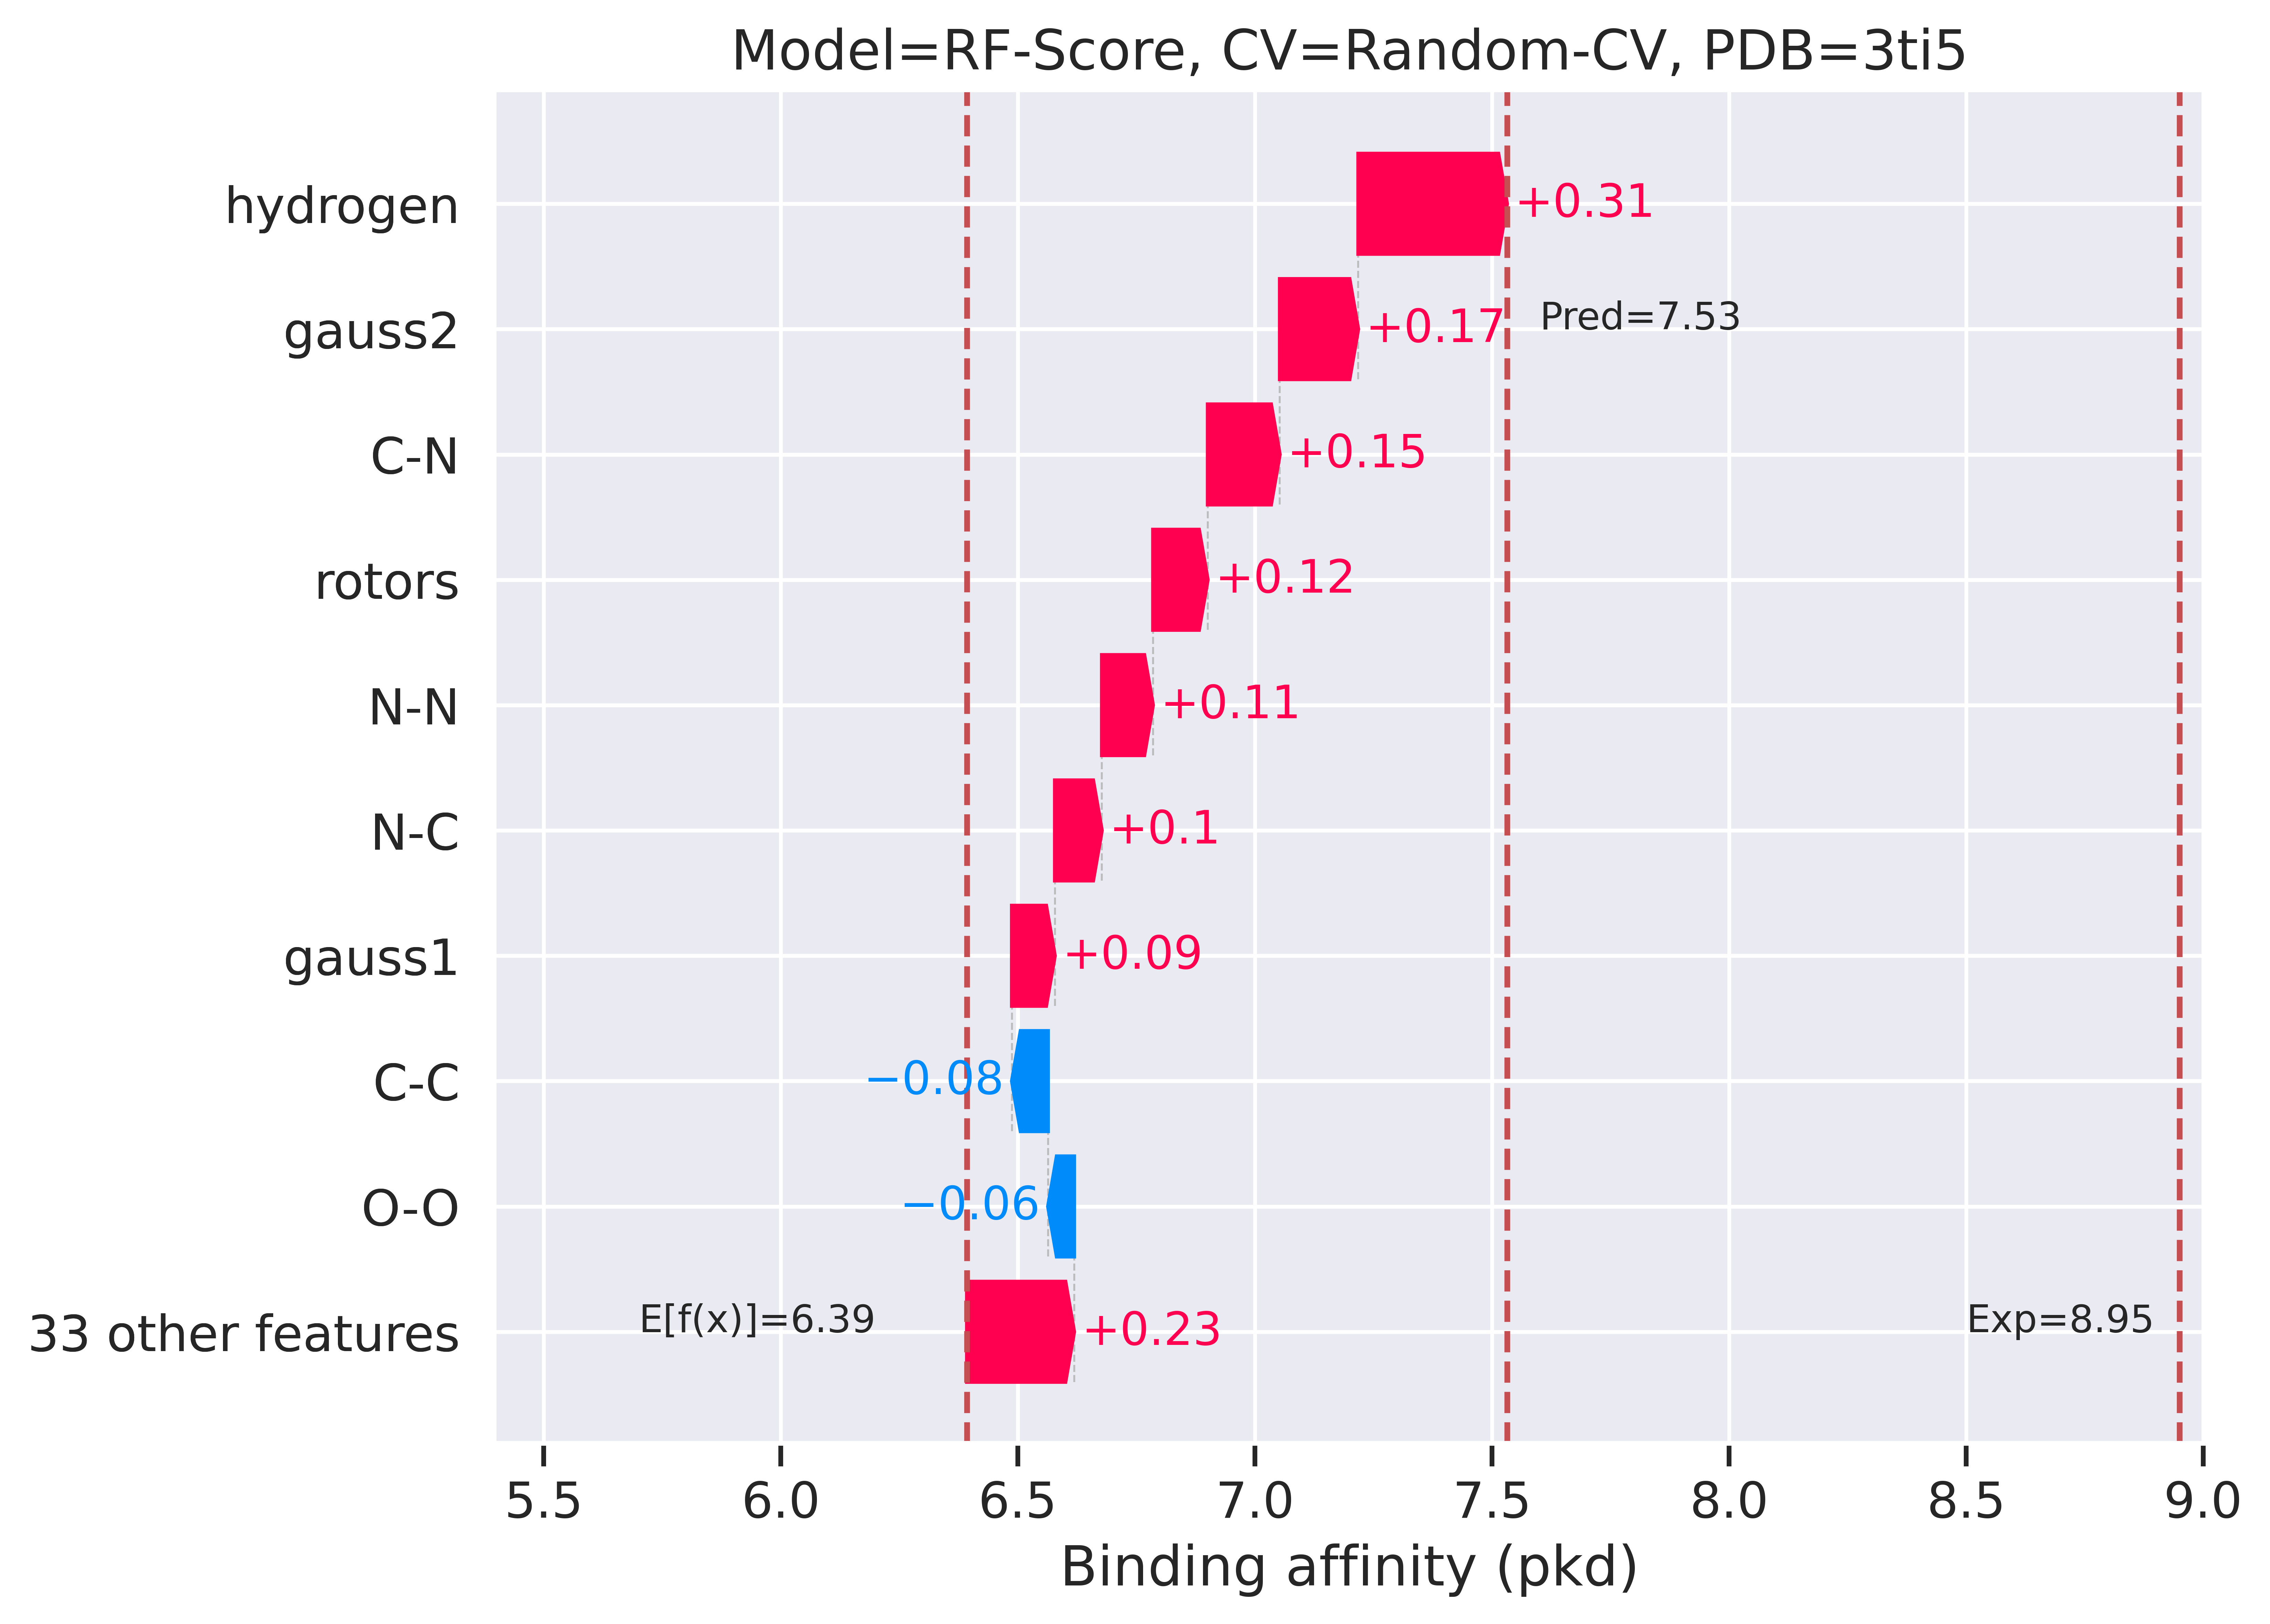 Model=RF-Score, CV=Random-CV, PDB=3ti5
hydrogen
+0.31
gauss2
+0.17
Pred=7.53
C-N
+0.15
rotors
+0.12
N-N
+0.11
N-C
+0.1
gauss1
+0.09
C-C
−0.08
O-O
−0.06
33 other features
E[f(x)]=6.39
+0.23
Exp=8.95
5.5 6.0 6.5 7.0 7.5 8.0 8.5 9.0
Binding affinity (pkd)